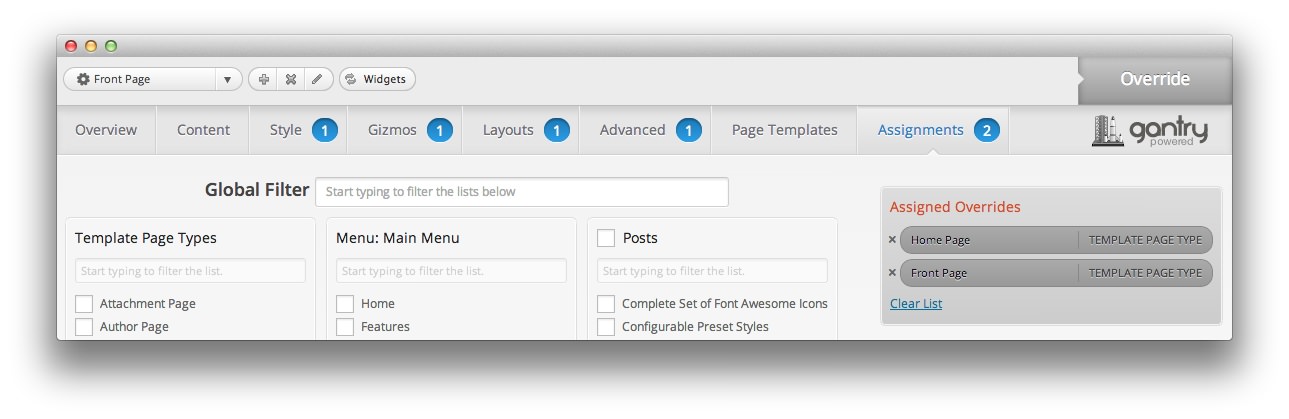 Front Page
Widgets
Override
Overview
Content
Style 1
Gizmos 1
Layouts 1
Advanced 1
Page Templates
Assignments 2
gantry
powered
Global Filter
Start typing to filter the lists below
Template Page Types
Start typing to filter the list.
Attachment Page
Author Page
Menu: Main Menu
Start typing to filter the list.
Home
Features
Posts
Start typing to filter the list.
Complete Set of Font Awesome Icons
Configurable Preset Styles
Assigned Overrides
Home Page TEMPLATE PAGE TYPE
Front Page TEMPLATE PAGE TYPE
Clear List